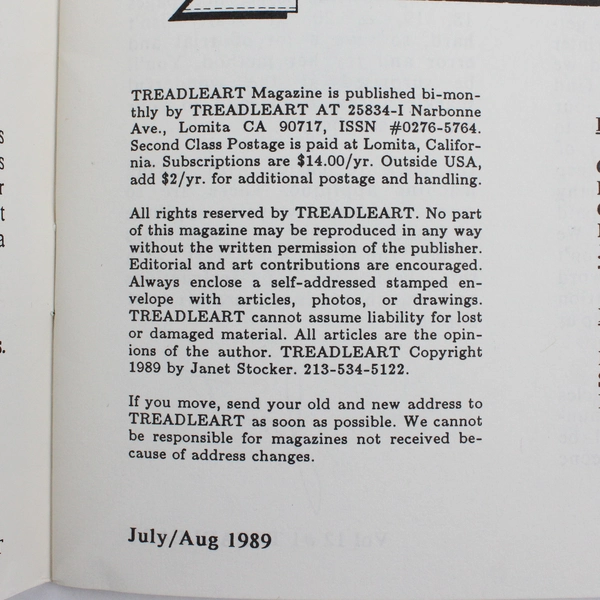 TREADLEART Magazine is published bi-mon-
thly by TREADLEART AT 25834-I Narbonne
Ave., Lomita CA 90717, ISSN #0276-5764.
Second Class Postage is paid at Lomita, Califor-
nia. Subscriptions are $14.00/yr. Outside USA,
add $2/yr. for additional postage and handling.
All rights reserved by TREADLEART. No part
of this magazine may be reproduced in any way
without the written permission of the publisher.
Editorial and art contributions are encouraged.
Always enclose a self-addressed stamped en-
velope with articles, photos, or drawings.
TREADLEART cannot assume liability for lost
or damaged material. All articles are the opin-
ions of the author. TREADLEART Copyright
1989 by Janet Stocker. 213-534-5122.
If you move, send your old and new address to
TREADLEART as soon as possible. We cannot
be responsible for magazines not received be-
cause of address changes.
July/Aug 1989